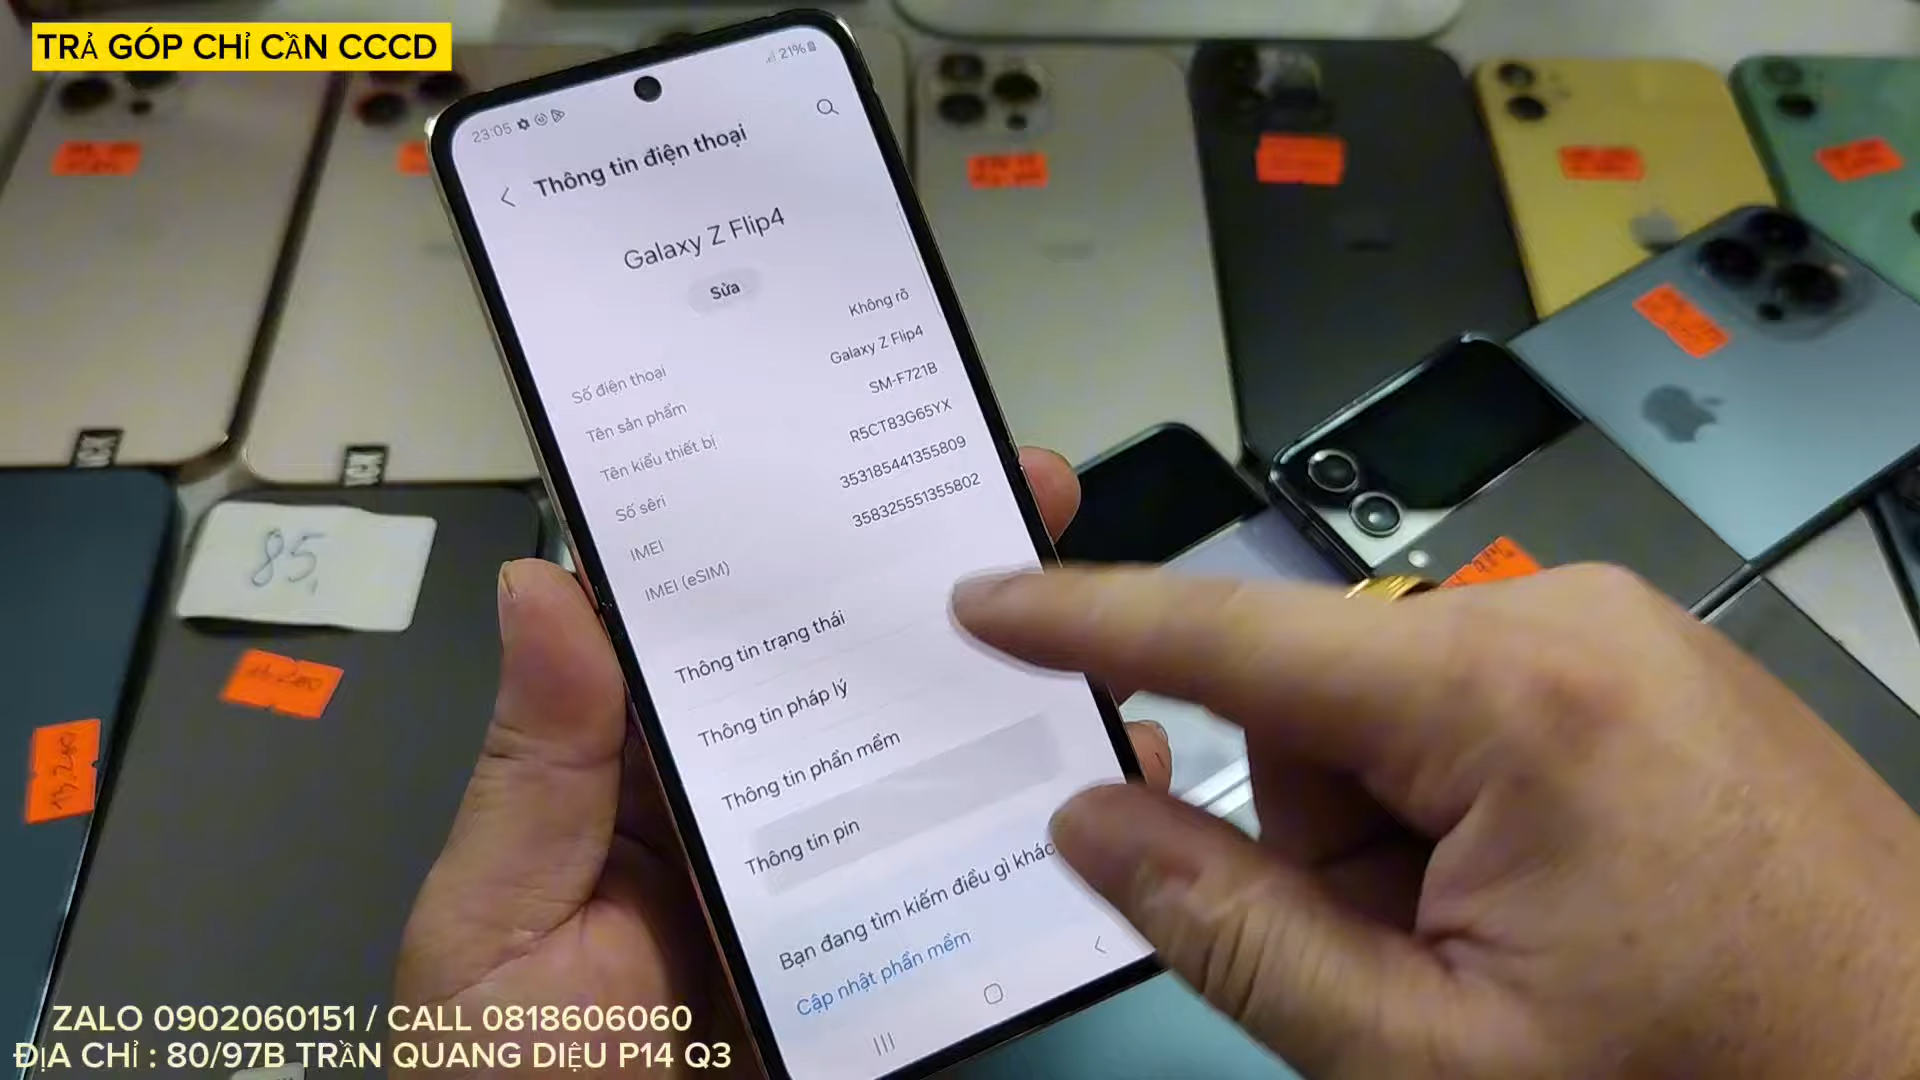 TRẢ GÓP CHỈ CẦN CCCD
23:05
21%
Thông tin điện thoại
Galaxy Z Flip4
Sửa
Số điện thoại Không rõ
Tên sản phẩm Galaxy Z Flip4
Tên kiểu thiết bị SM-F721B
Số sêri R5CT83G65YX
IMEI 353185441355809
IMEI (eSIM) 358325551355802
Thông tin trạng thái
Thông tin pháp lý
Thông tin phần mềm
Thông tin pin
Bạn đang tìm kiếm điều gì khác
Cập nhật phần mềm
85,
ZALO 0902060151 / CALL 0818606060
ĐỊA CHỈ : 80/97B TRẦN QUANG DIỆU P14 Q3